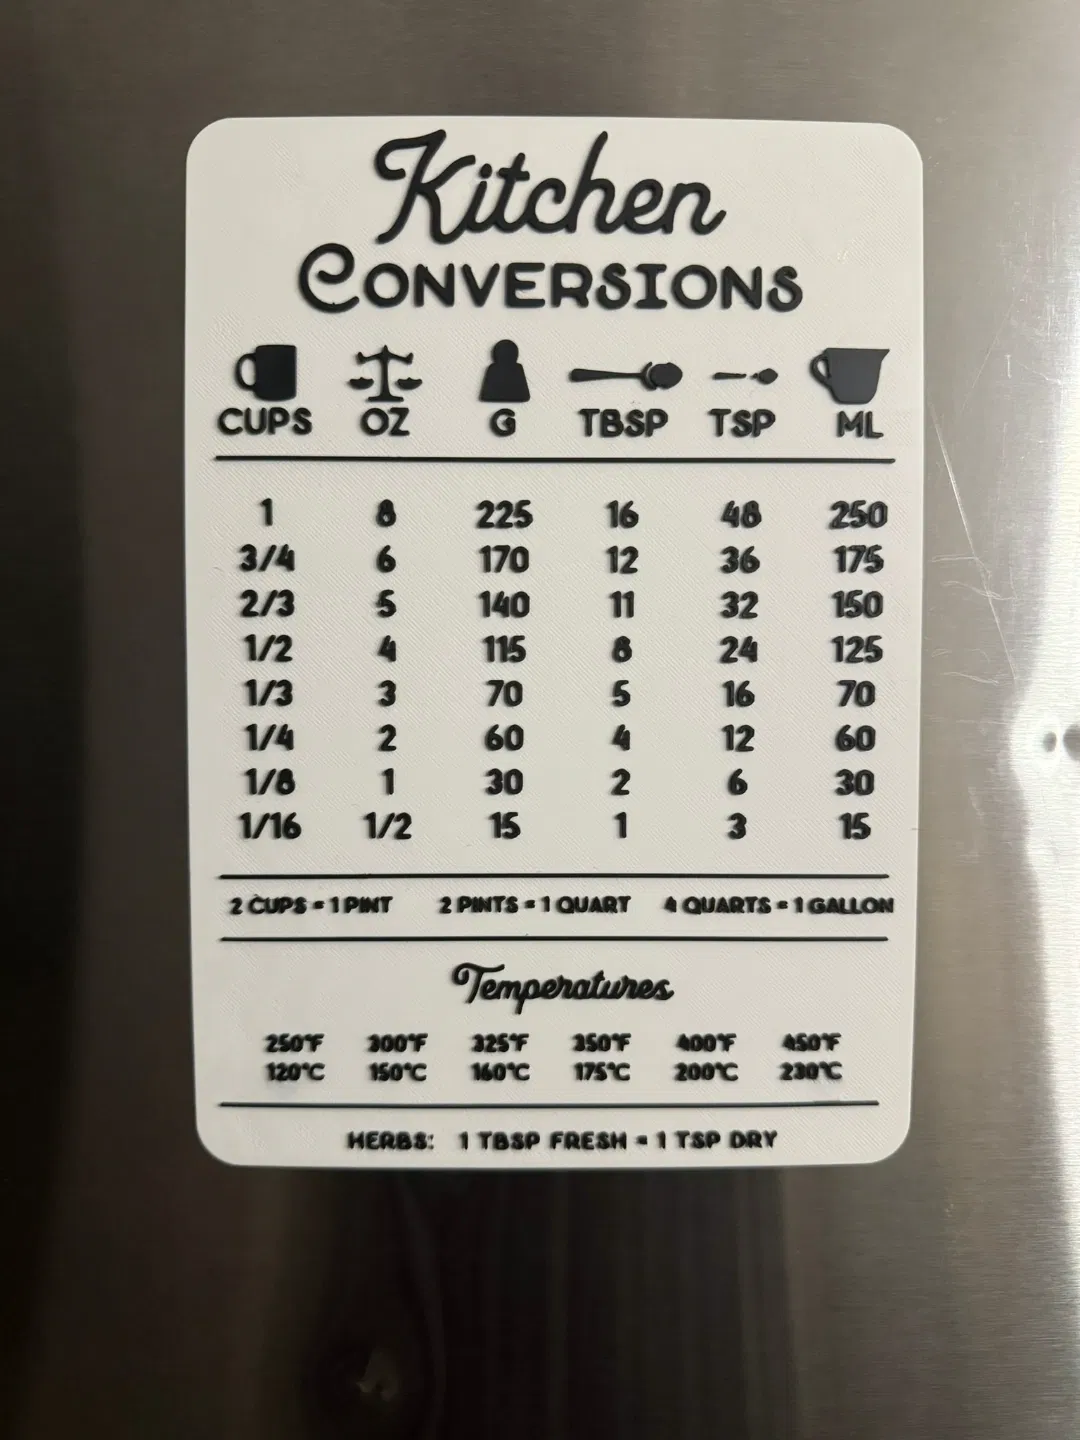 Kitchen
CONVERSIONS
CUPS OZ G TBSP TSP ML
1 8 225 16 48 250
3/4 6 170 12 36 175
2/3 5 140 11 32 150
1/2 4 115 8 24 125
1/3 3 70 5 16 70
1/4 2 60 4 12 60
1/8 1 30 2 6 30
1/16 1/2 15 1 3 15
2 CUPS = 1 PINT 2 PINTS = 1 QUART 4 QUARTS = 1 GALLON
Temperatures
250°F 300°F 325°F 350°F 400°F 450°F
120°C 150°C 160°C 175°C 200°C 230°C
HERBS: 1 TBSP FRESH = 1 TSP DRY